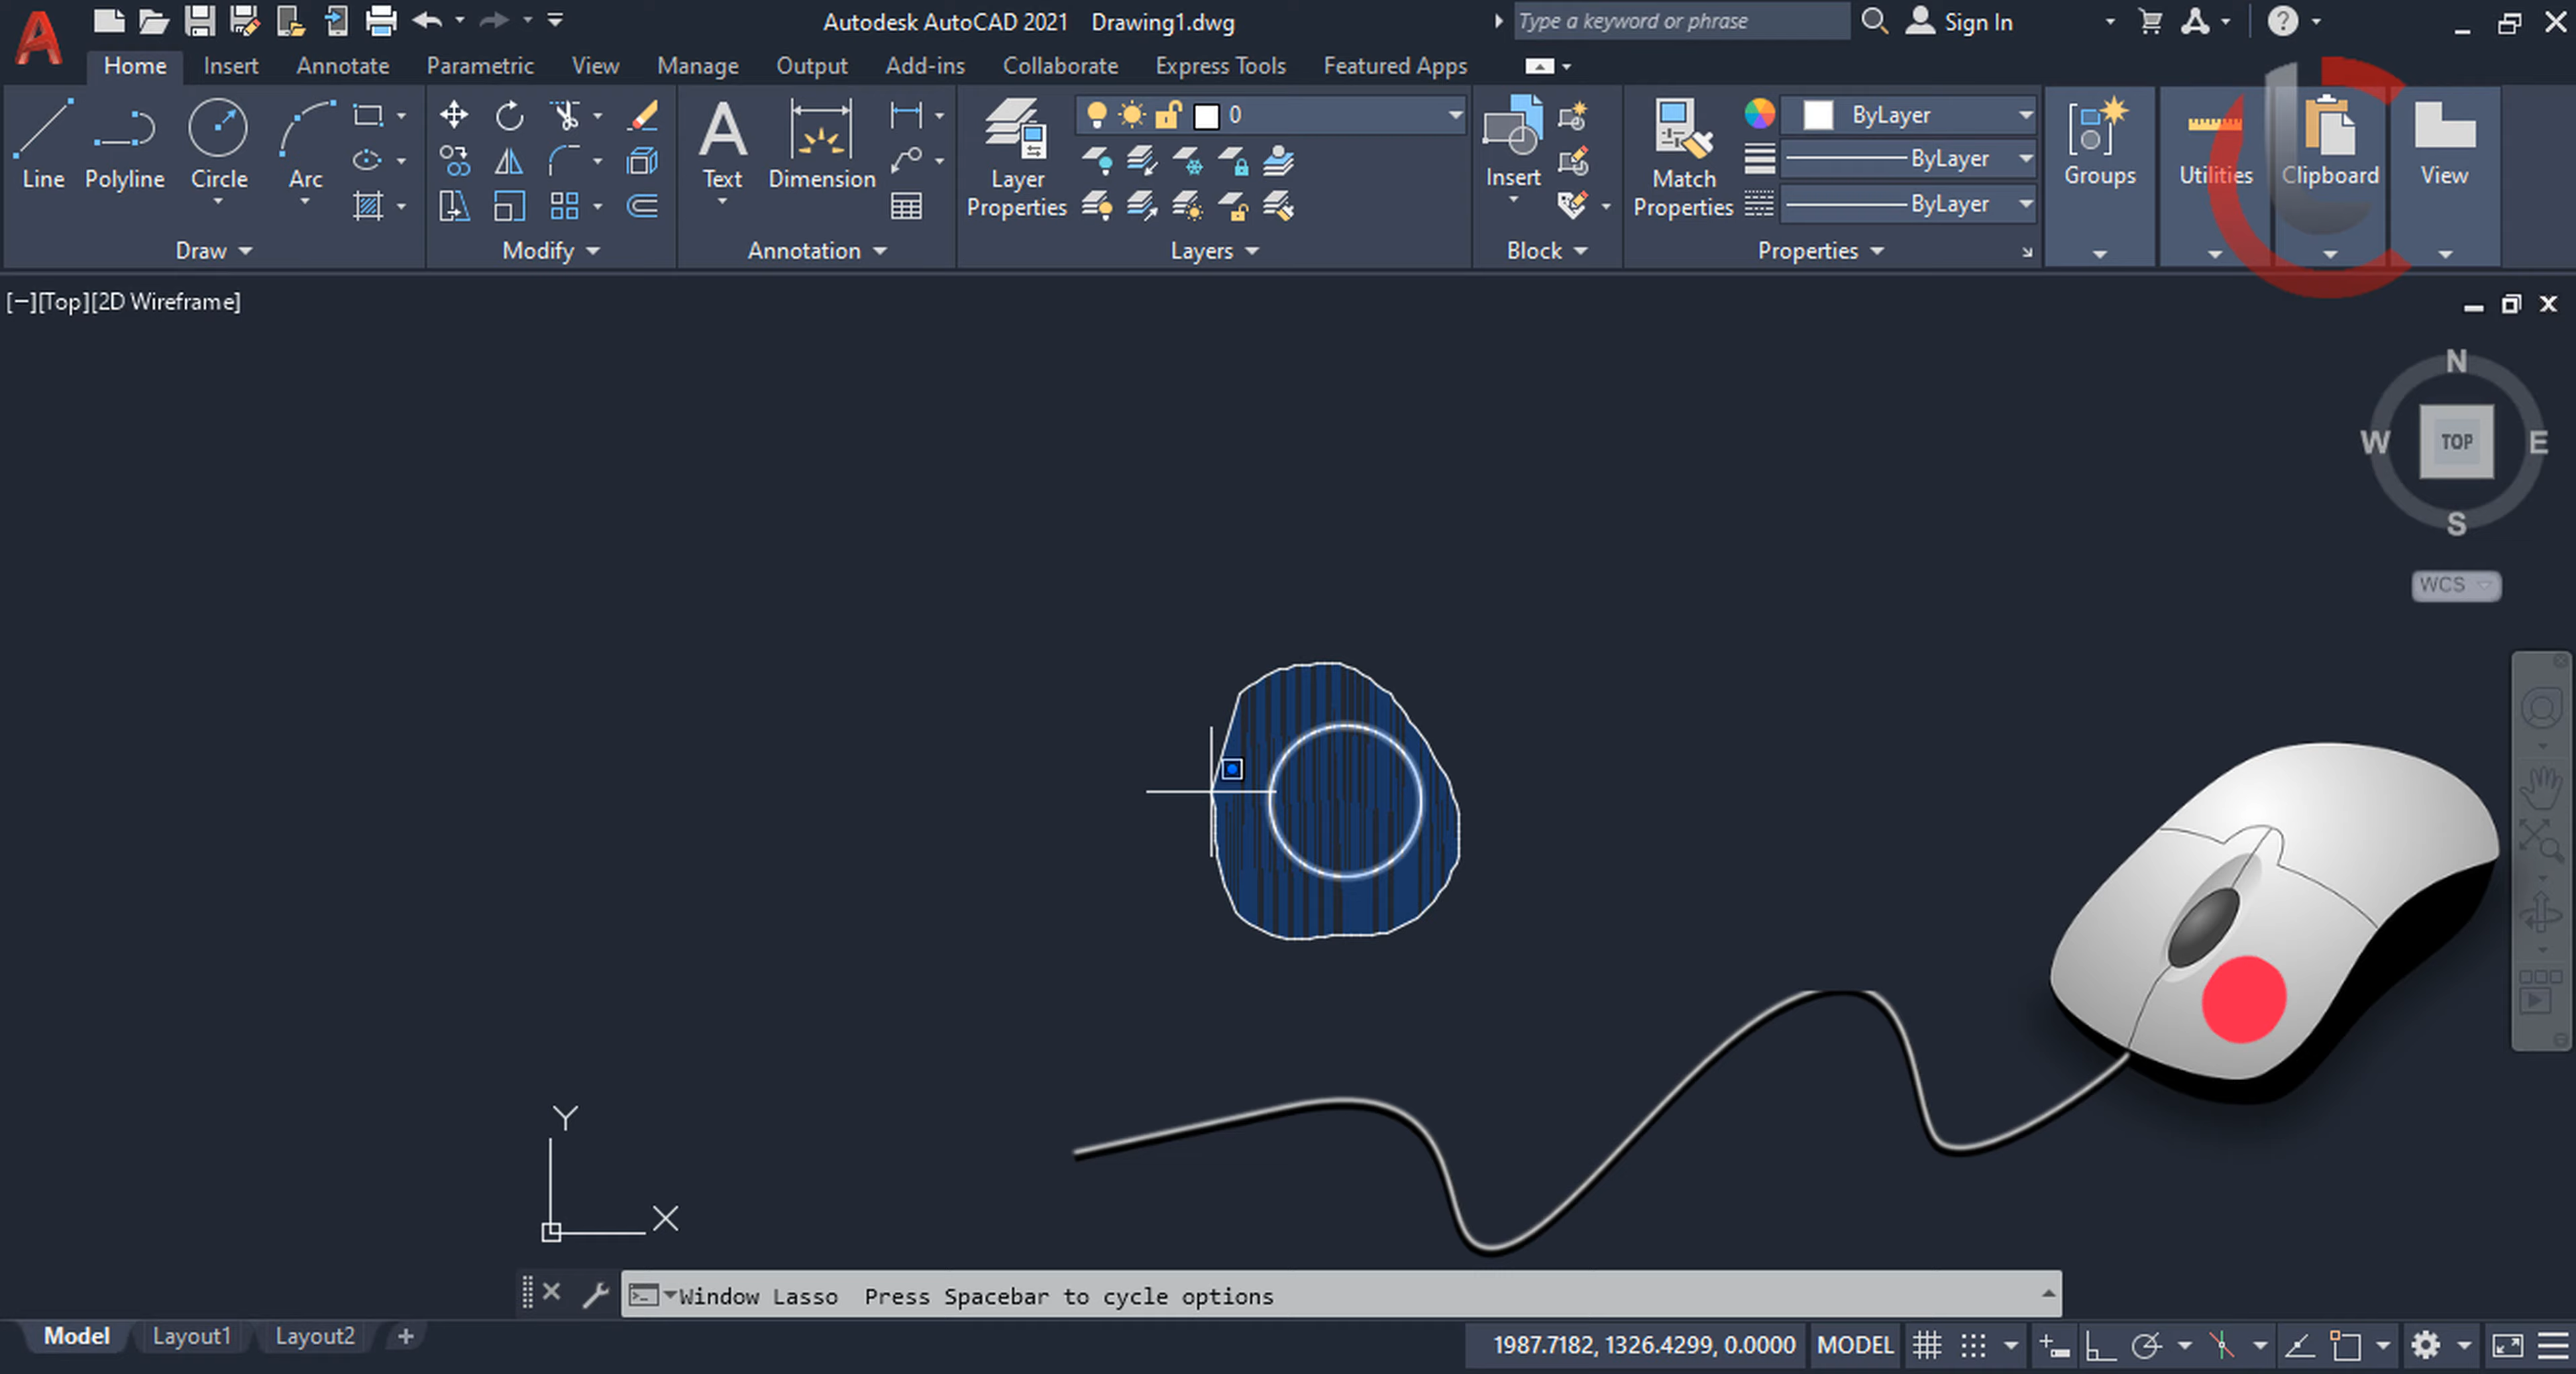 Autodesk AutoCAD 2021 Drawing1.dwg Type a keyword or phrase Sign In
Home Insert Annotate Parametric View Manage Output Add-ins Collaborate Express Tools Featured Apps
Line Polyline Circle Arc
Draw
Modify
A
Text Dimension
Annotation
Layer Properties
0
Layers
Insert
Block
Match Properties
ByLayer
ByLayer
ByLayer
Properties
Groups
Utilities
Clipboard
View
[−][Top][2D Wireframe]
N
W TOP E
S
WCS
Y
X
Window Lasso Press Spacebar to cycle options
Model Layout1 Layout2 +
1987.7182, 1326.4299, 0.0000 MODEL